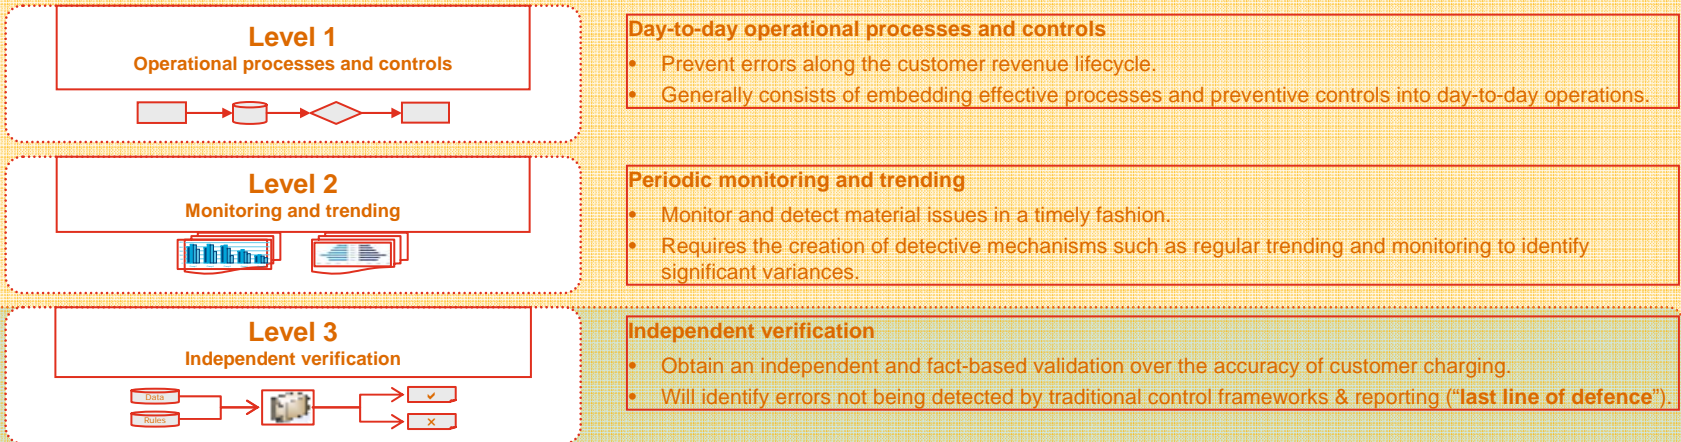 Level 1
Operational processes and controls
Day-to-day operational processes and controls
• Prevent errors along the customer revenue lifecycle.
• Generally consists of embedding effective processes and preventive controls into day-to-day operations.
Level 2
Monitoring and trending
Periodic monitoring and trending
• Monitor and detect material issues in a timely fashion.
• Requires the creation of detective mechanisms such as regular trending and monitoring to identify
significant variances.
Level 3
Independent verification
Data
Rules
Independent verification
• Obtain an independent and fact-based validation over the accuracy of customer charging.
• Will identify errors not being detected by traditional control frameworks & reporting (“last line of defence”).